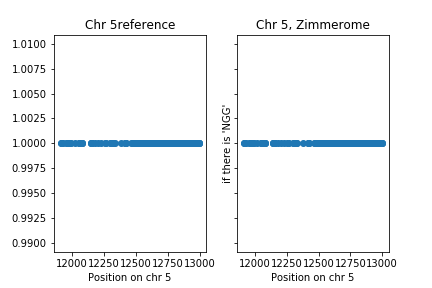 Chr 5reference
Chr 5, Zimmerome
1.0100
1.0075
1.0050
1.0025
1.0000
0.9975
0.9950
0.9925
0.9900
if there is 'NGG'
12000 12250 12500 12750 13000
12000 12250 12500 12750 13000
Position on chr 5
Position on chr 5